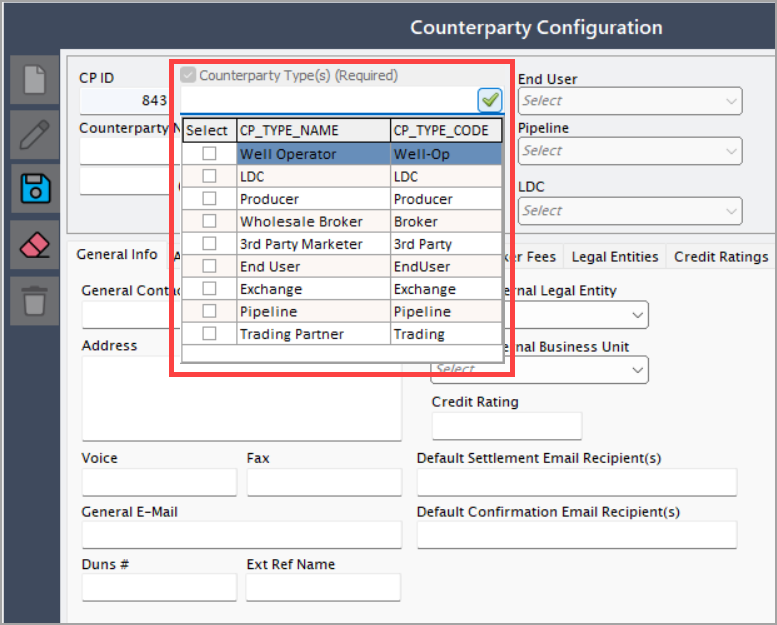 Counterparty Configuration
CP ID
843
Counterparty
Counterparty Type(s) (Required)
Select CP_TYPE_NAME CP_TYPE_CODE
Well Operator Well-Op
LDC LDC
Producer Producer
Wholesale Broker Broker
3rd Party Marketer 3rd Party
End User EndUser
Exchange Exchange
Pipeline Pipeline
Trading Partner Trading
End User
Select
Pipeline
Select
LDC
Select
General Info Fees Legal Entities Credit Ratings
General Legal Entity
Address Business Unit
Select
Credit Rating
Voice Fax Default Settlement Email Recipient(s)
General E-Mail Default Confirmation Email Recipient(s)
Duns # Ext Ref Name